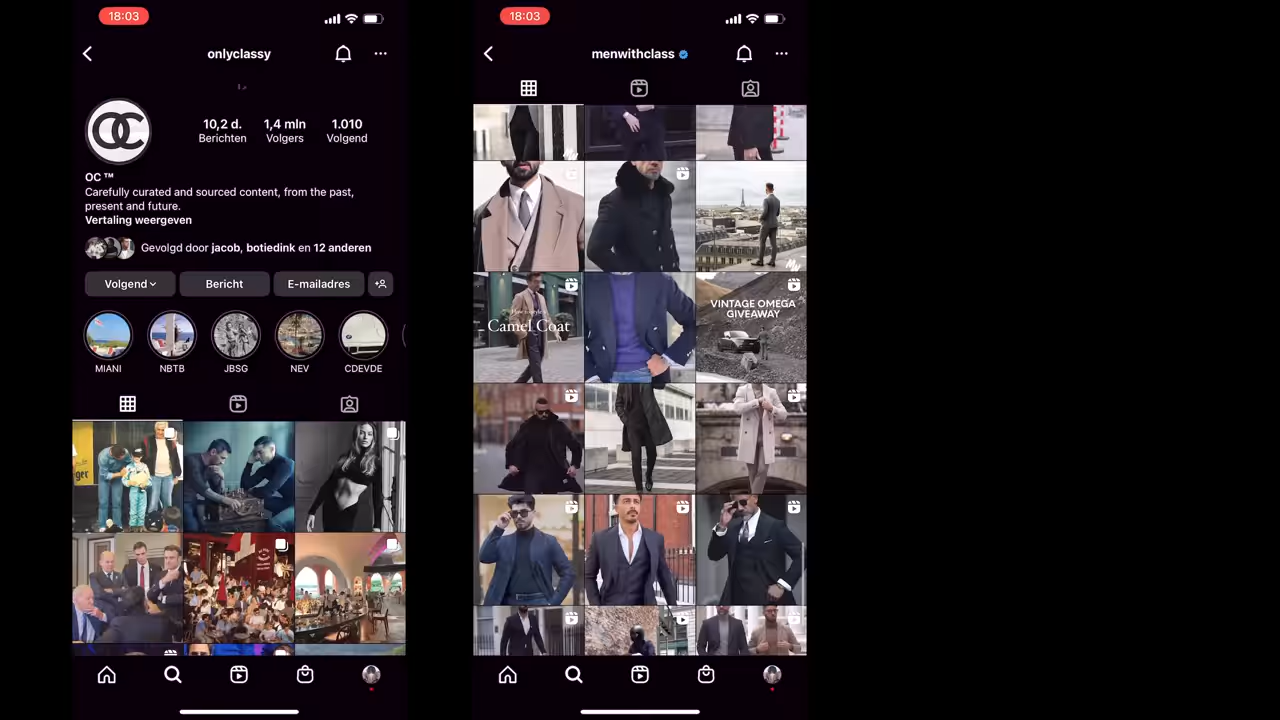 18:03
onlyclassy
OC
10,2 d.
1,4 mln
1.010
Berichten
Volgers
Volgend
OC ™
Carefully curated and sourced content, from the past,
present and future.
Vertaling weergeven
Gevolgd door jacob, botiedink en 12 anderen
Volgend
Bericht
E-mailadres
MIANI
NBTB
JBSG
NEV
CDEVDE
18:03
menwithclass
Camel Coat
VINTAGE OMEGA
GIVEAWAY